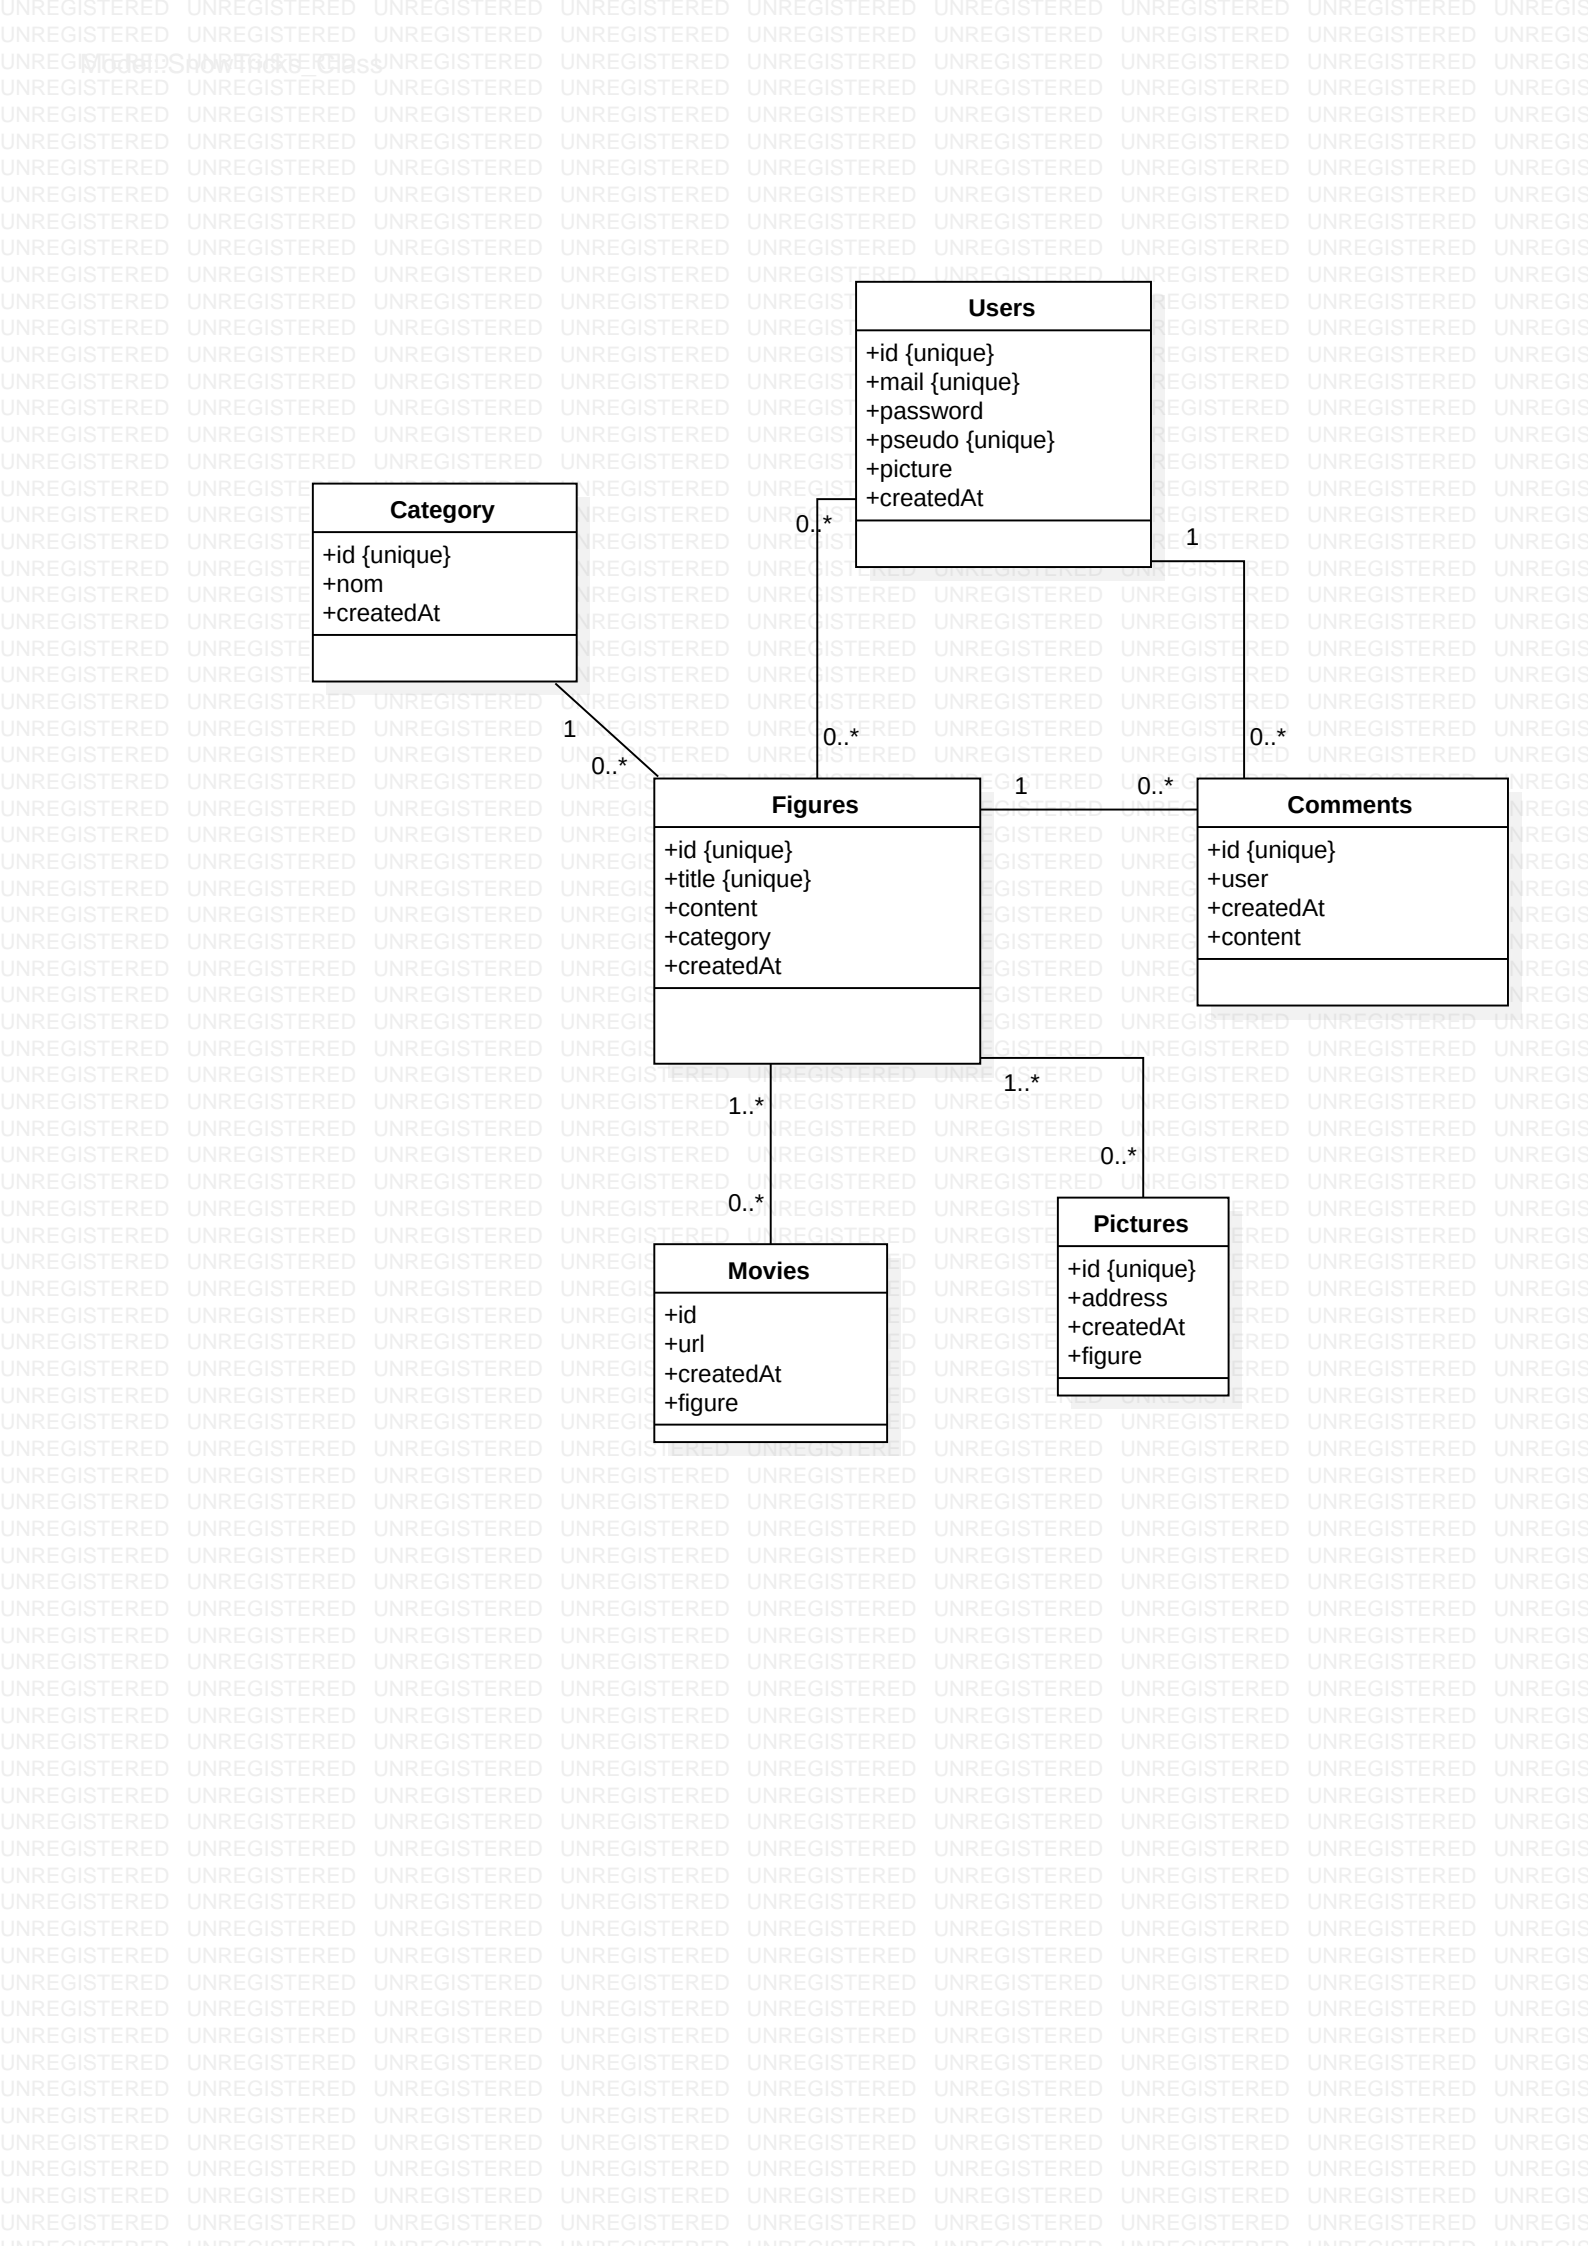 Model::SnowTricks_Class
Users
+id {unique}
+mail {unique}
+password
+pseudo {unique}
+picture
+createdAt
Category
+id {unique}
+nom
+createdAt
0..*
1
1
0..*
0..*
0..*
Figures
+id {unique}
+title {unique}
+content
+category
+createdAt
1
0..*
Comments
+id {unique}
+user
+createdAt
+content
1..*
0..*
1..*
0..*
Movies
+id
+url
+createdAt
+figure
Pictures
+id {unique}
+address
+createdAt
+figure
UNREGISTERED